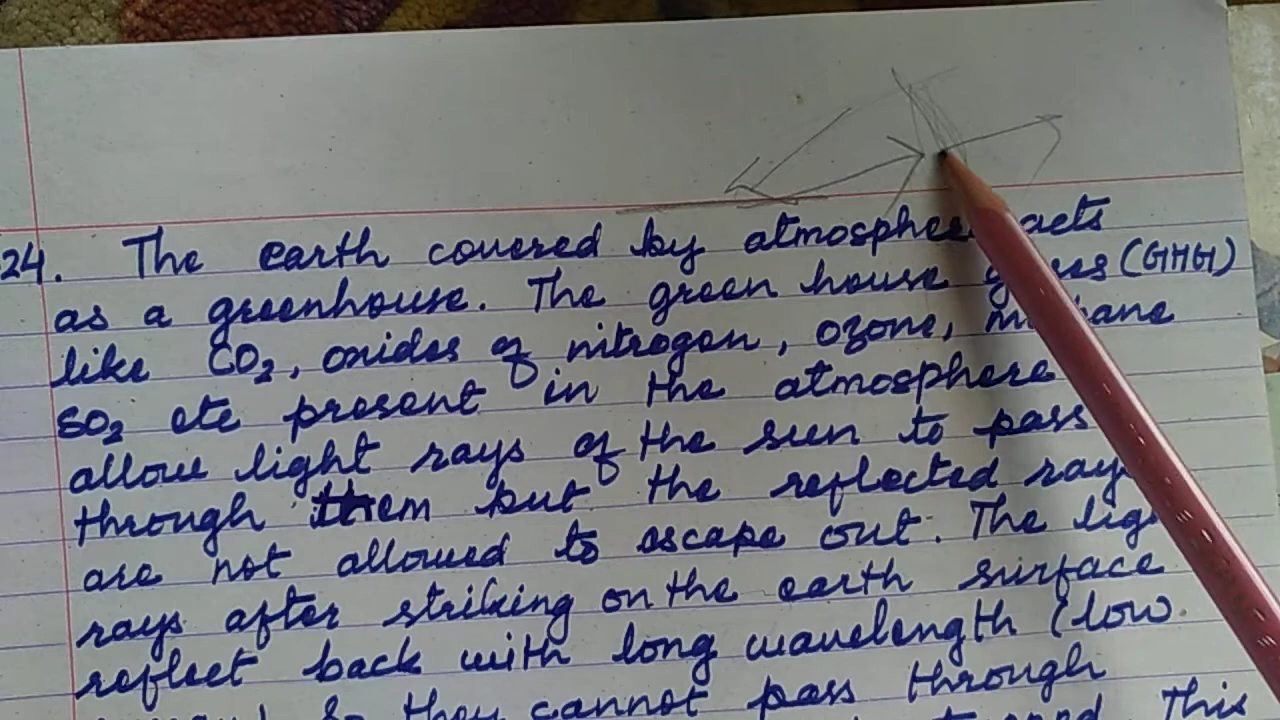 24. The earth covered by atmosphere acts
as a greenhouse. The green house gases (GHG)
like CO2, oxides of nitrogen, ozone, methane
SO2 etc present in the atmosphere
allow light rays of the sun to pass
through them but the reflected rays
are not allowed to escape out. The
rays after striking on the earth surface
reflect back with long wavelength (low
they cannot pass through
This